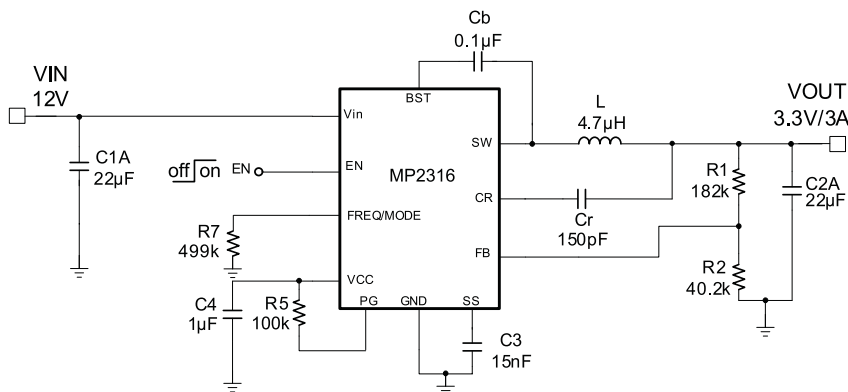 Cb
0.1µF
VIN
12V
Vin
BST
SW
L
4.7µH
VOUT
3.3V/3A
C1A
22µF
off on EN
EN
MP2316
CR
Cr
150pF
R1
182k
C2A
22µF
R7
499k
FREQ/MODE
FB
R2
40.2k
VCC
C4
1µF
R5
100k
PG
GND
SS
C3
15nF